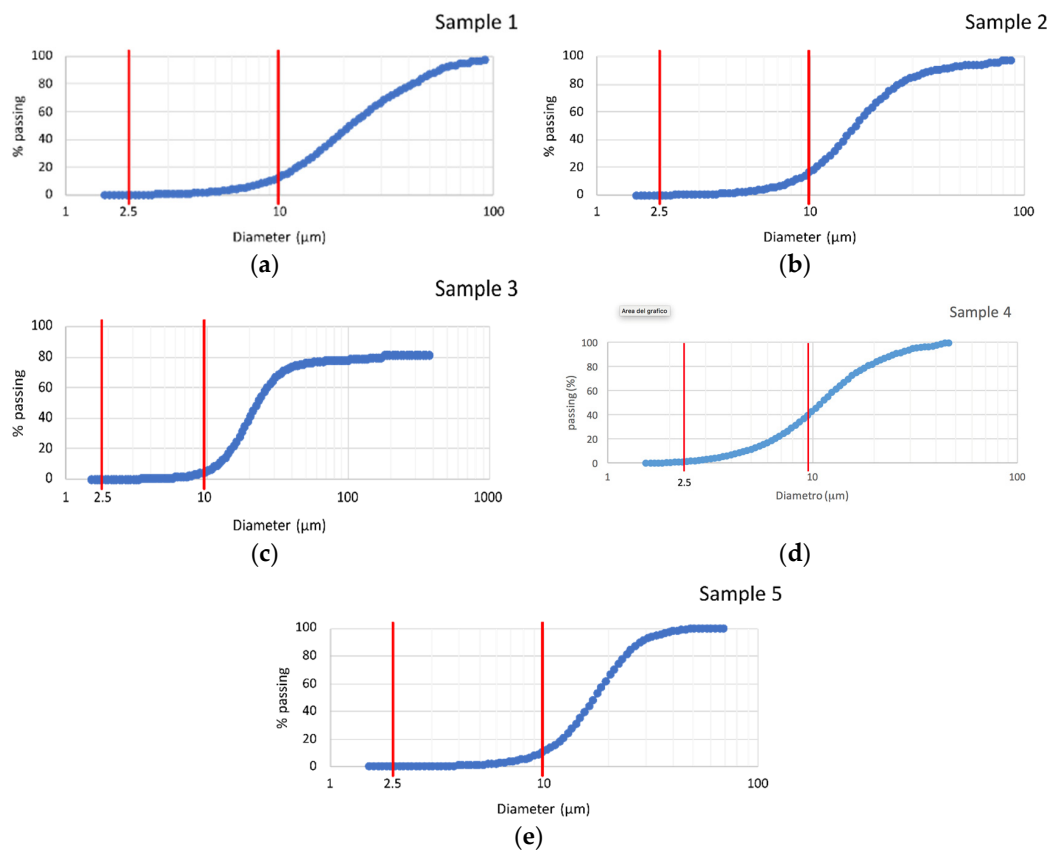 Sample 1
% passing
100
80
60
40
20
0
1
2.5
10
100
Diameter (μm)
(a)
Sample 2
% passing
100
80
60
40
20
0
1
2.5
10
100
Diameter (μm)
(b)
Sample 3
% passing
100
80
60
40
20
0
1
2.5
10
100
1000
Diameter (μm)
(c)
Area del grafico
Sample 4
passing (%)
100
80
60
40
20
0
1
2.5
10
100
Diametro (μm)
(d)
Sample 5
% passing
100
80
60
40
20
0
1
2.5
10
100
Diameter (μm)
(e)